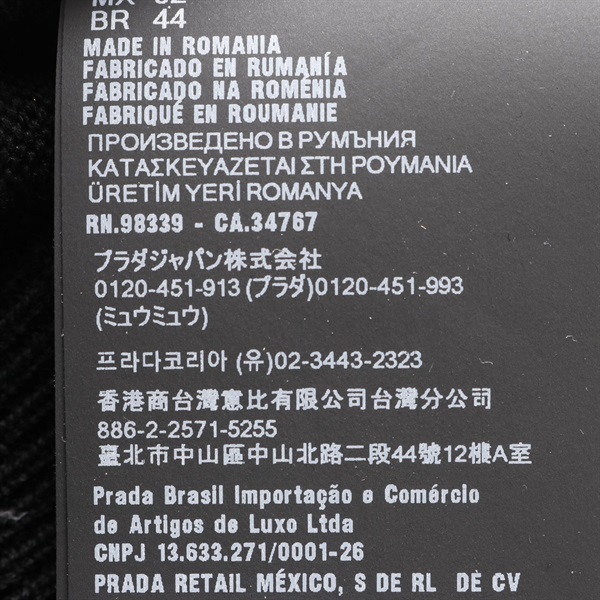 MX 52
BR 44
MADE IN ROMANIA
FABRICADO EN RUMANÍA
FABRICADO NA ROMÉNIA
FABRIQUÉ EN ROUMANIE
ПРОИЗВЕДЕНО В РУМЪНИЯ
ΚΑΤΑΣΚΕΥΑΖΕΤΑΙ ΣΤΗ ΡΟΥΜΑΝΙΑ
ÜRETİM YERİ ROMANYA
RN.98339 - CA.34767
プラダジャパン株式会社
0120-451-913 (プラダ)0120-451-993
(ミュウミュウ)
프라다코리아 (유)02-3443-2323
香港商台灣惠比有限公司台灣分公司
886-2-2571-5255
臺北市中山區中山北路二段44號12樓A室
Prada Brasil Importação e Comércio
de Artigos de Luxo Ltda
CNPJ 13.633.271/0001-26
PRADA RETAIL MÉXICO, S DE RL DE CV